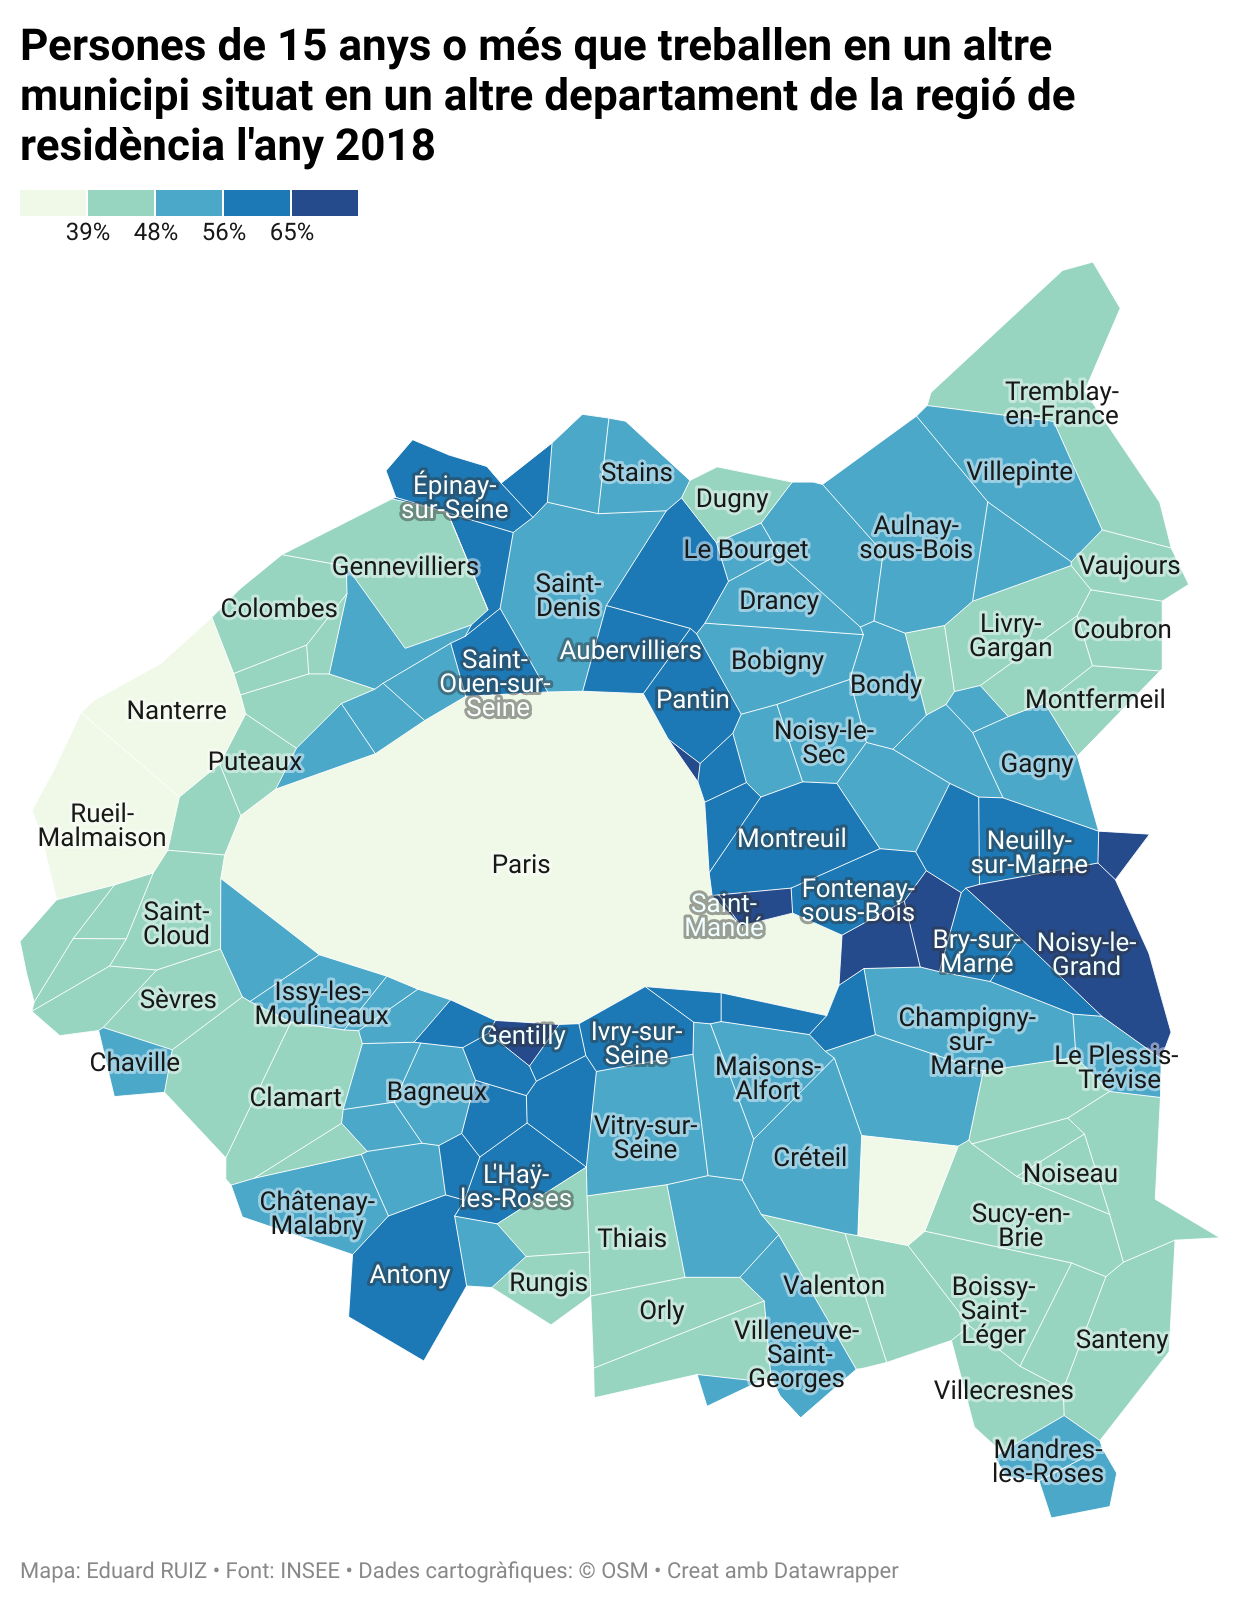 Persones de 15 anys o més que treballen en un altre
municipi situat en un altre departament de la regió de
residència l'any 2018
39% 48% 56% 65%
Tremblay-
en-France
Villepinte
Stains
Épinay-
sur-Seine
Dugny
Aulnay-
sous-Bois
Le Bourget
Gennevilliers
Vaujours
Saint-
Denis
Drancy
Colombes
Livry-
Gargan
Coubron
Aubervilliers
Bobigny
Saint-
Ouen-sur-
Seine
Bondy
Pantin
Montfermeil
Nanterre
Noisy-le-
Sec
Puteaux
Gagny
Rueil-
Malmaison
Montreuil
Neuilly-
sur-Marne
Paris
Fontenay-
sous-Bois
Saint-
Mandé
Saint-
Cloud
Bry-sur-
Marne
Noisy-le-
Grand
Sèvres
Issy-les-
Moulineaux
Gentilly
Ivry-sur-
Seine
Champigny-
sur-
Marne
Chaville
Le Plessis-
Trévise
Maisons-
Alfort
Clamart
Bagneux
Vitry-sur-
Seine
Créteil
Noiseau
L'Haÿ-
les-Roses
Châtenay-
Malabry
Sucy-en-
Brie
Thiais
Antony
Rungis
Valenton
Boissy-
Saint-
Léger
Orly
Villeneuve-
Saint-
Georges
Santeny
Villecresnes
Mandres-
les-Roses
Mapa: Eduard RUIZ • Font: INSEE • Dades cartogràfiques: © OSM • Creat amb Datawrapper